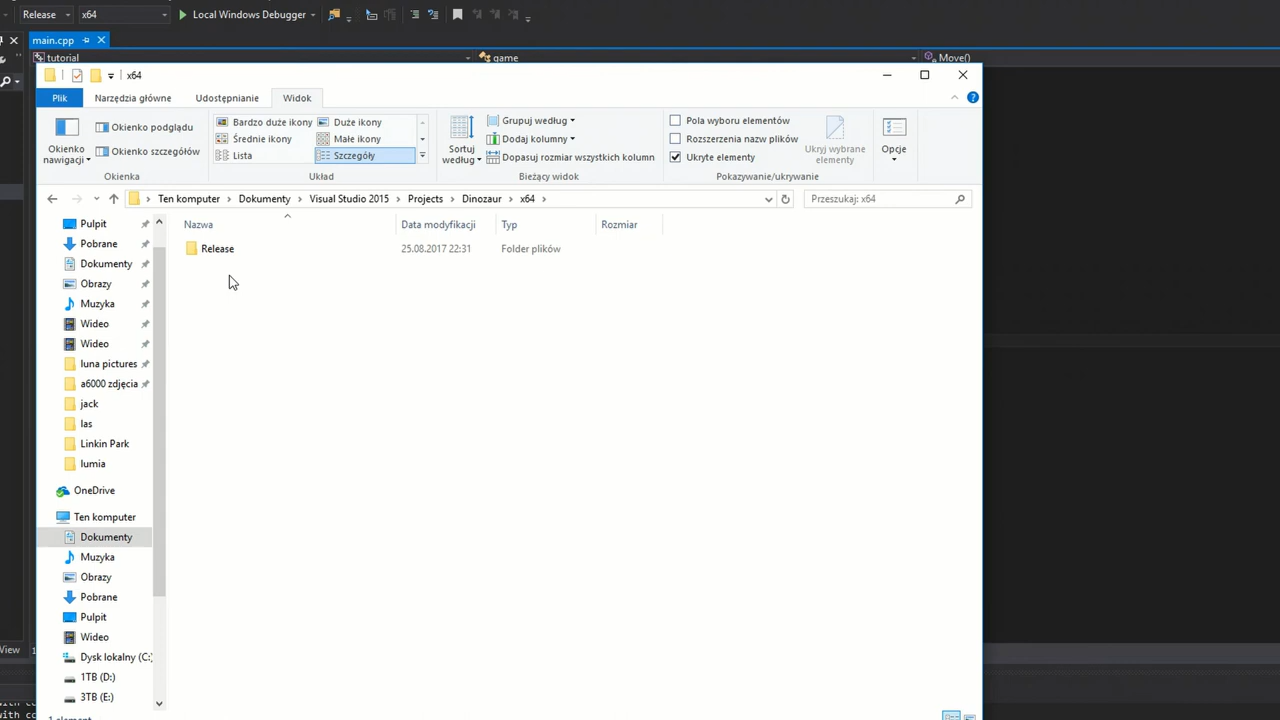 Release x64 Local Windows Debugger
main.cpp
tutorial game Move()
x64
Plik Narzędzia główne Udostępnianie Widok
Okienko nawigacji
Okienko podglądu
Okienko szczegółów
Okienka
Bardzo duże ikony Duże ikony
Średnie ikony Małe ikony
Lista Szczegóły
Układ
Sortuj według
Grupuj według
Dodaj kolumny
Dopasuj rozmiar wszystkich kolumn
Bieżący widok
Pola wyboru elementów
Rozszerzenia nazw plików
Ukryte elementy
Ukryj wybrane elementy
Pokazywanie/ukrywanie
Opcje
Ten komputer Dokumenty Visual Studio 2015 Projects Dinozaur x64
Przeszukaj: x64
Nazwa Data modyfikacji Typ Rozmiar
Release 25.08.2017 22:31 Folder plików
Pulpit
Pobrane
Dokumenty
Obrazy
Muzyka
Wideo
Wideo
luna pictures
a6000 zdjęcia
jack
las
Linkin Park
lumia
OneDrive
Ten komputer
Dokumenty
Muzyka
Obrazy
Pobrane
Pulpit
Wideo
Dysk lokalny (C:)
1TB (D:)
3TB (E:)
View
1 element